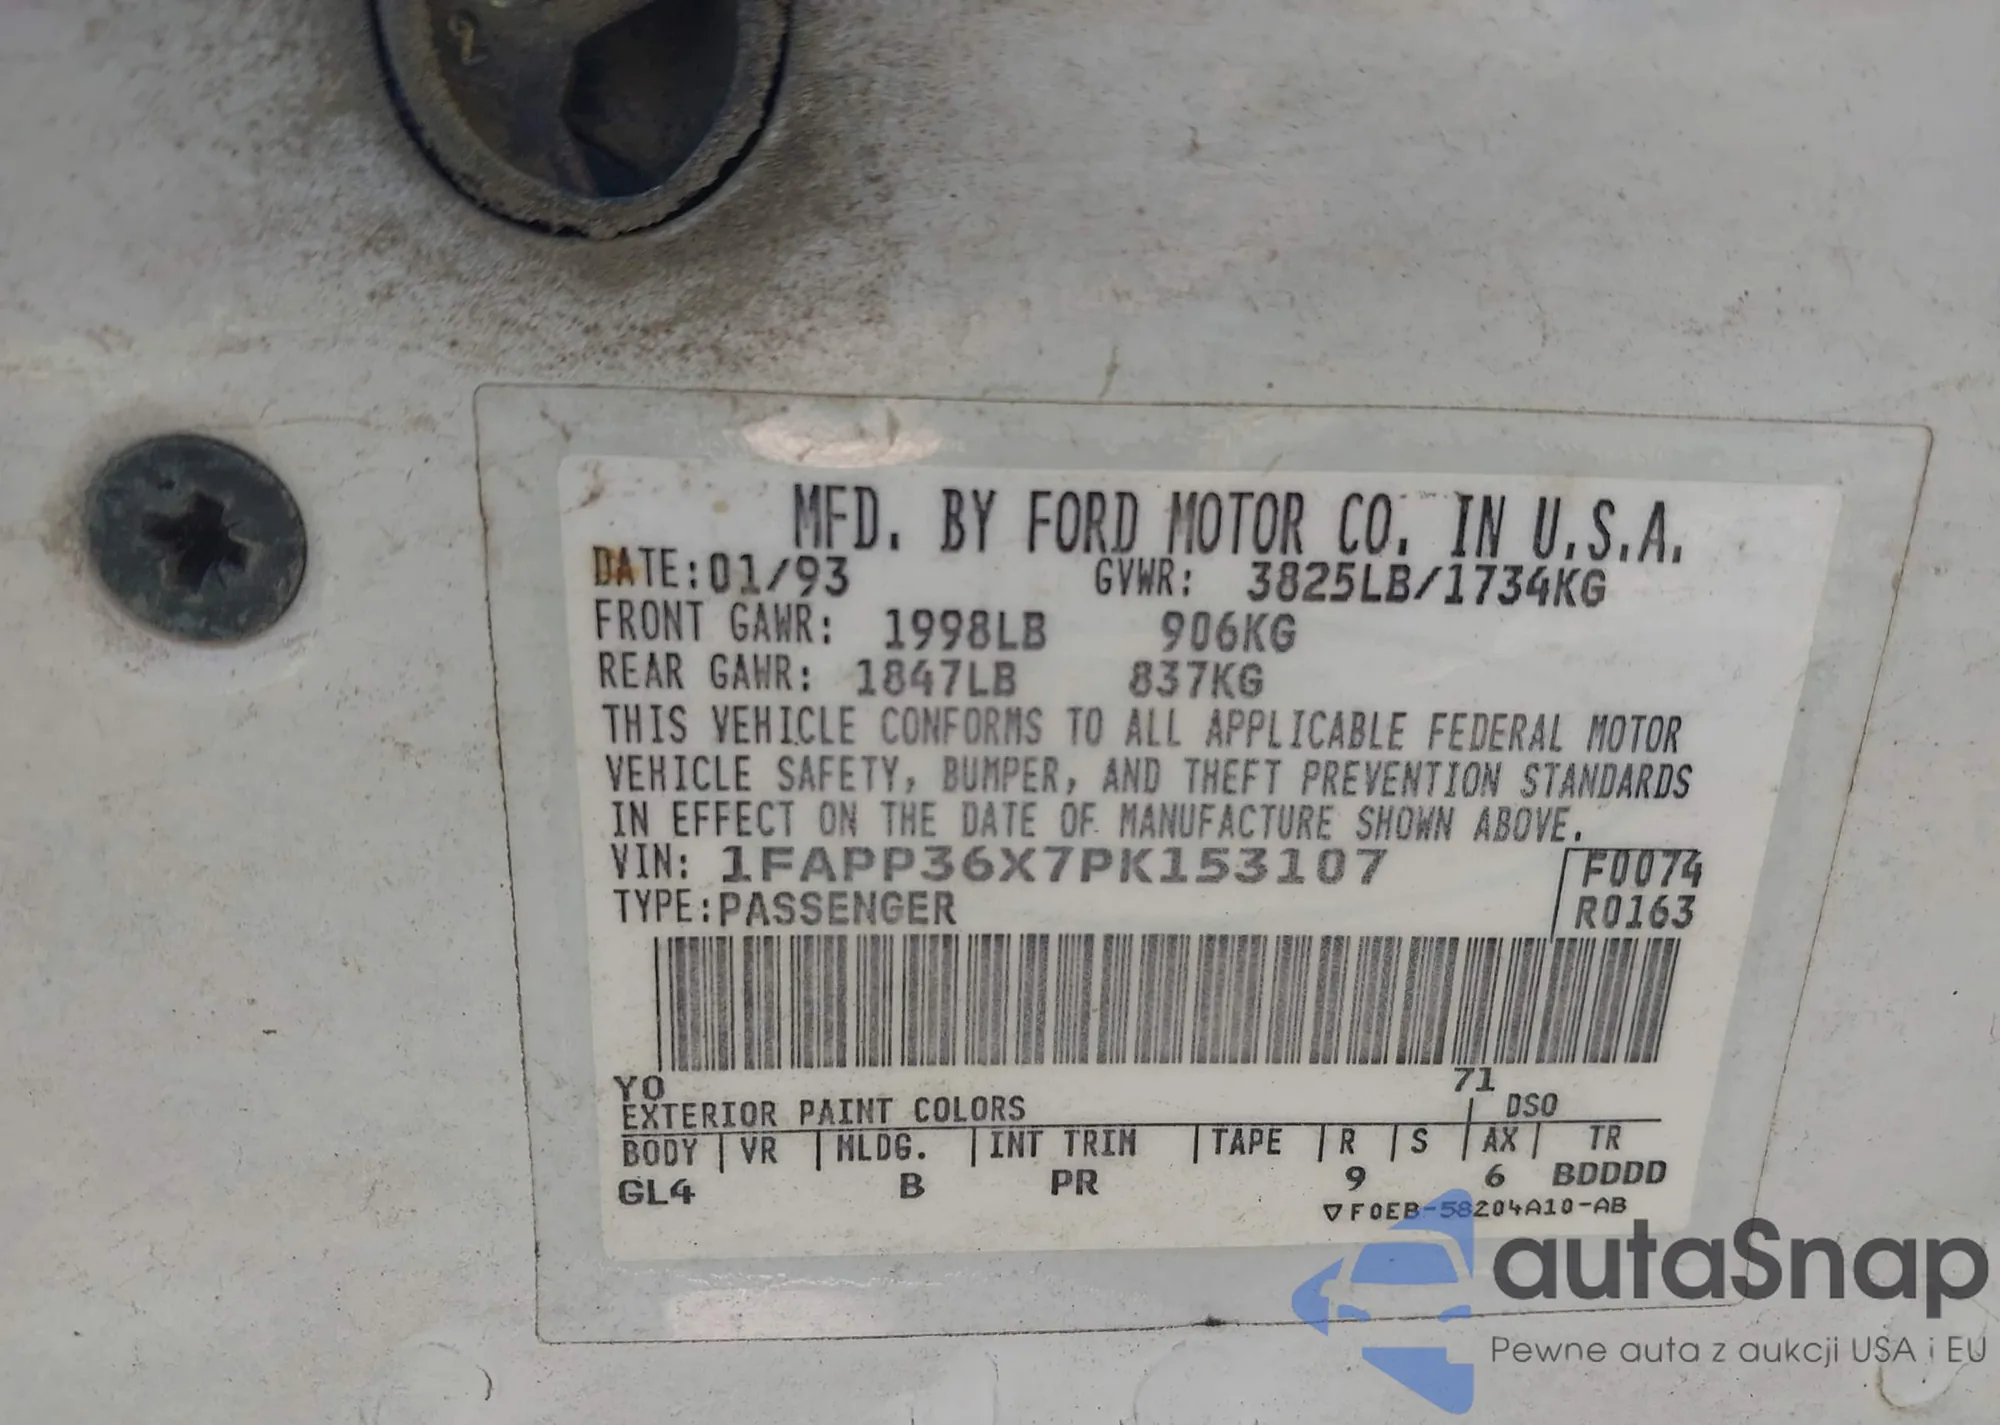 2
MFD. BY FORD MOTOR CO. IN U.S.A.
DATE:01/93 GVWR: 3825LB/1734KG
FRONT GAWR: 1998LB 906KG
REAR GAWR: 1847LB 837KG
THIS VEHICLE CONFORMS TO ALL APPLICABLE FEDERAL MOTOR
VEHICLE SAFETY, BUMPER, AND THEFT PREVENTION STANDARDS
IN EFFECT ON THE DATE OF MANUFACTURE SHOWN ABOVE.
VIN: 1FAPP36X7PK153107 F0074
TYPE:PASSENGER R0163
YO 71
EXTERIOR PAINT COLORS DSO
BODY VR MLDG. INT TRIM TAPE R S AX TR
GL4 B PR 9 6 BDDDD
▽F0EB-58204A10-AB
autaSnap
Pewne auta z aukcji USA i EU